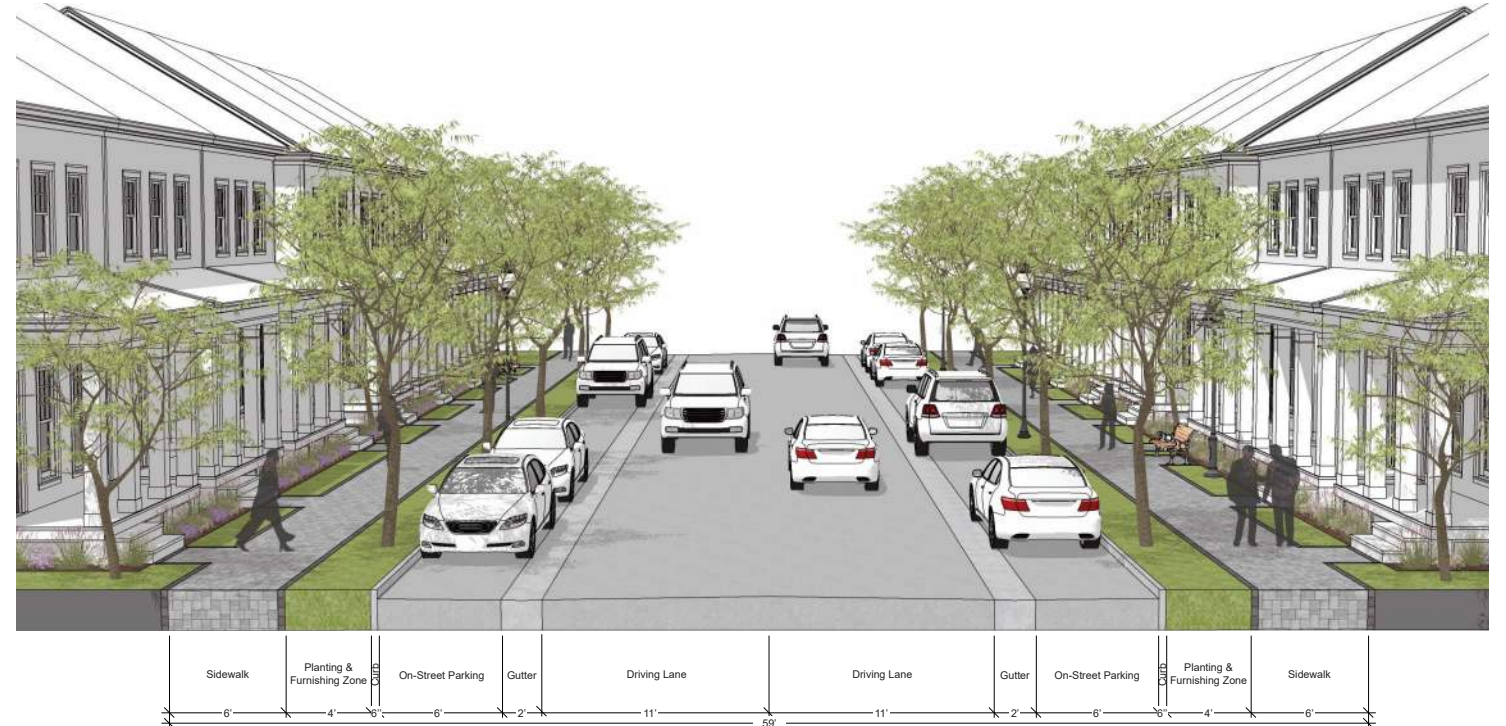 Sidewalk
Planting &
Furnishing Zone
Curb
On-Street Parking
Gutter
Driving Lane
Driving Lane
Gutter
On-Street Parking
Curb
Planting &
Furnishing Zone
Sidewalk
6' 4' 6" 6' 2' 11' 11' 2' 6' 6" 4' 6'
59'